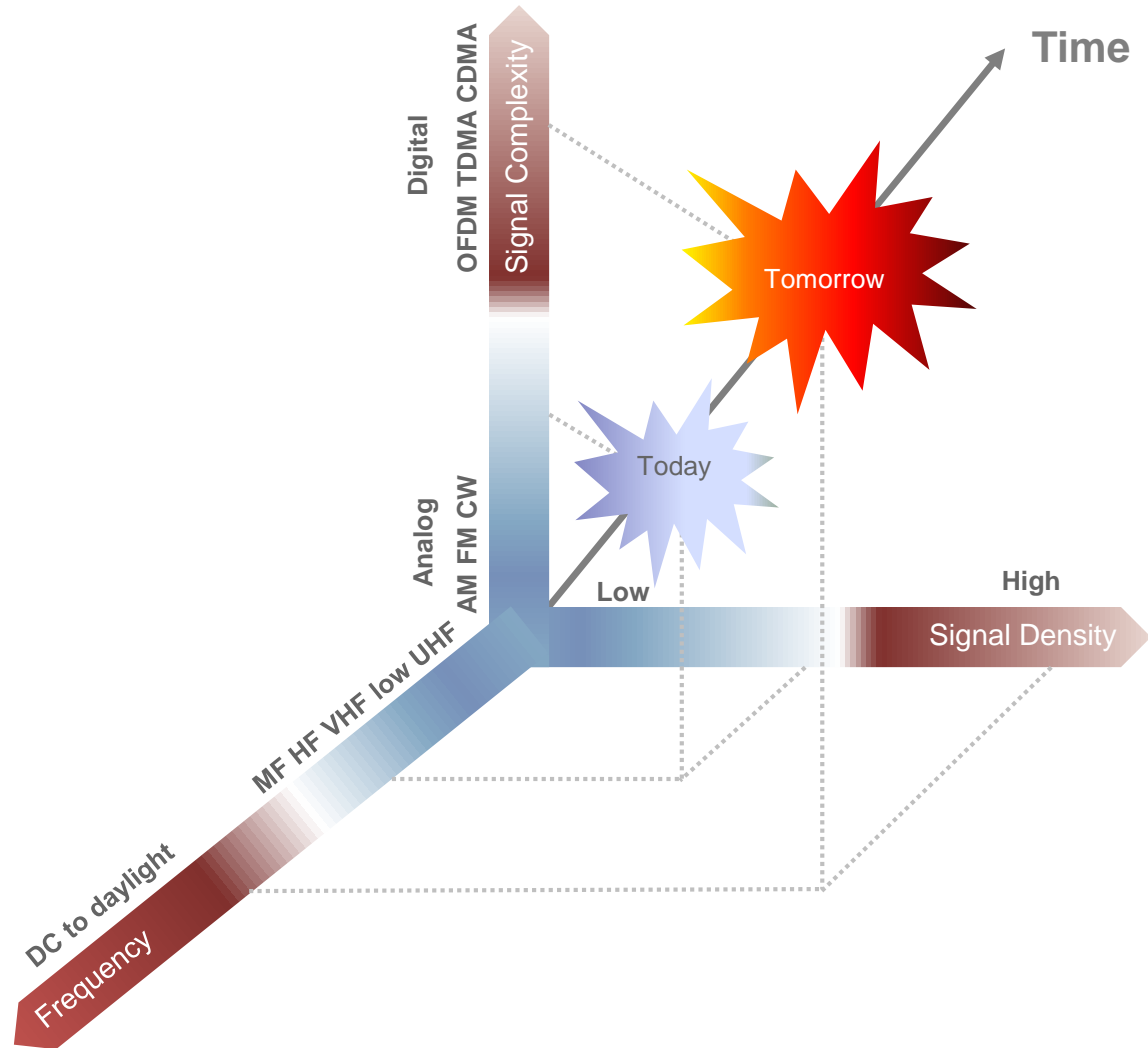 Time
Digital
OFDM TDMA CDMA
Signal Complexity
Tomorrow
Today
Analog
AM FM CW
Low
High
Signal Density
MF HF VHF low UHF
DC to daylight
Frequency